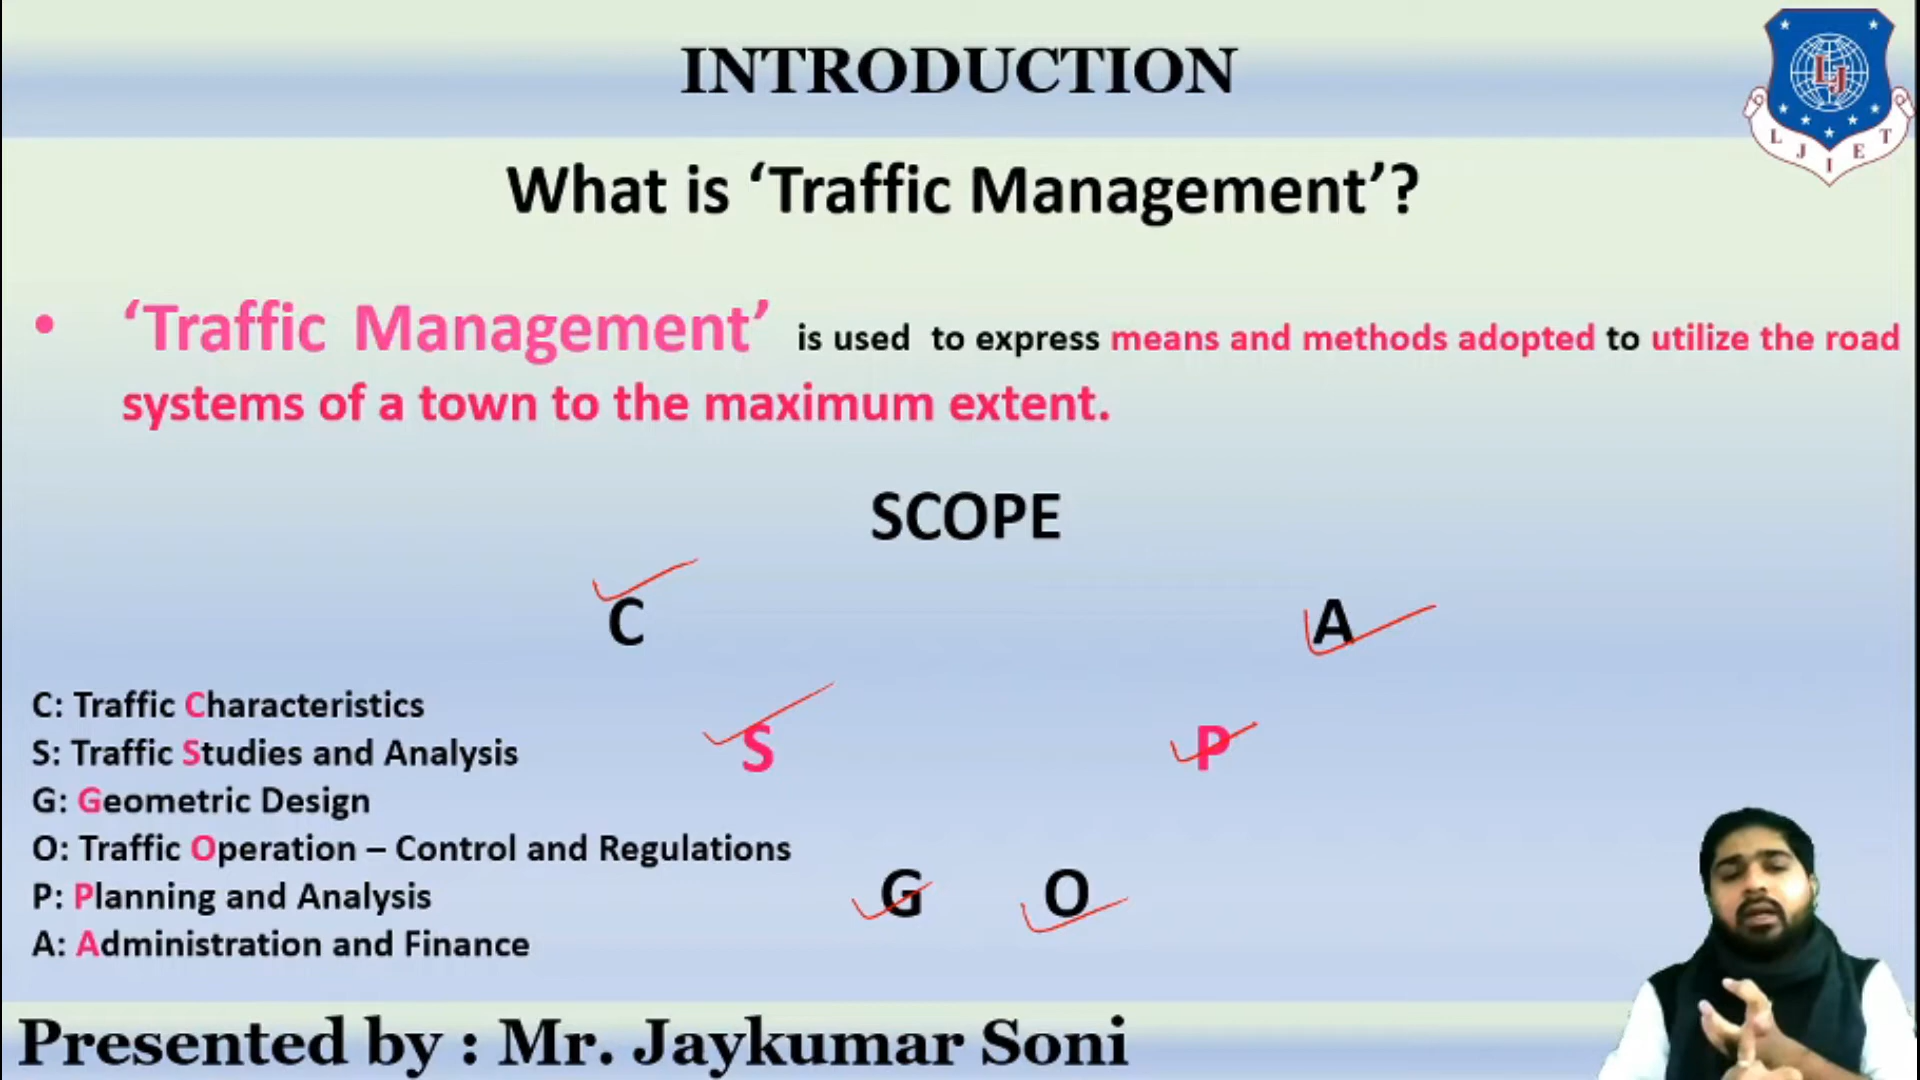 INTRODUCTION
LJ
L J I E T
What is ‘Traffic Management’?
• ‘Traffic Management’ is used to express means and methods adopted to utilize the road
systems of a town to the maximum extent.
SCOPE
C A
S P
G O
C: Traffic Characteristics
S: Traffic Studies and Analysis
G: Geometric Design
O: Traffic Operation – Control and Regulations
P: Planning and Analysis
A: Administration and Finance
Presented by : Mr. Jaykumar Soni